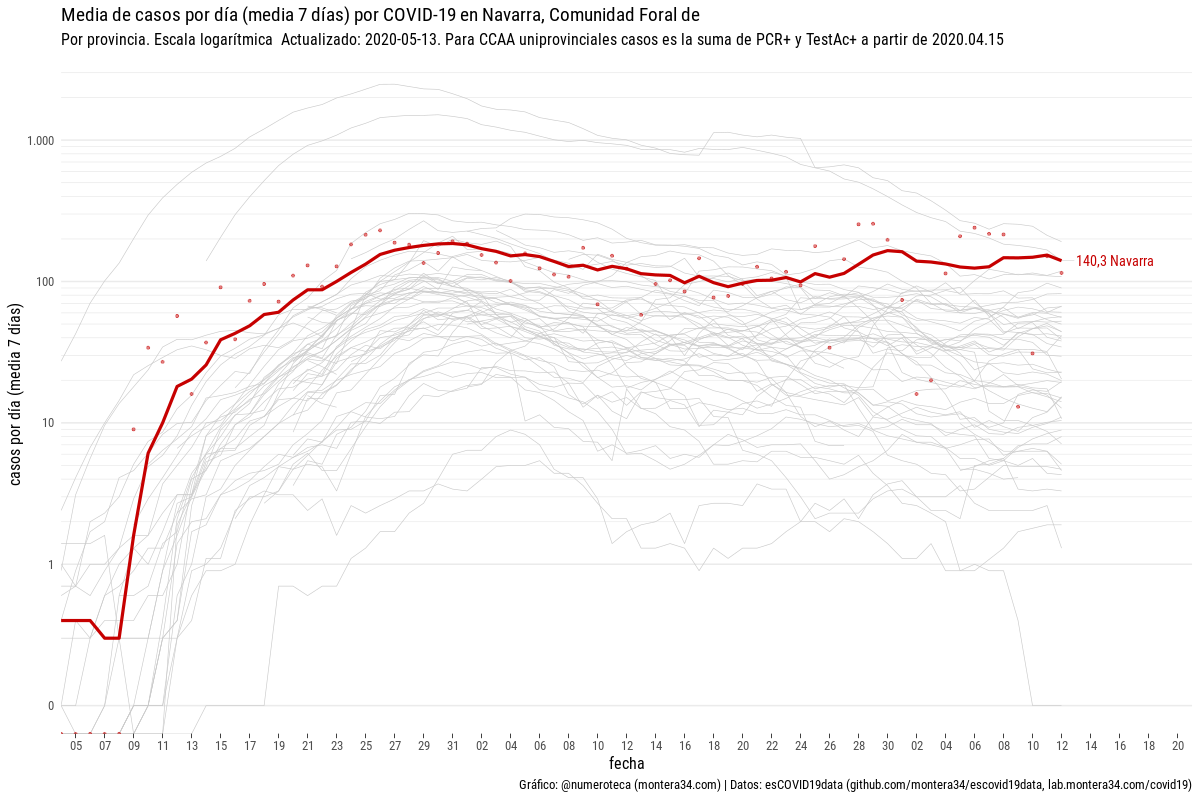 Media de casos por día (media 7 días) por COVID-19 en Navarra, Comunidad Foral de
Por provincia. Escala logarítmica  Actualizado: 2020-05-13. Para CCAA uniprovinciales casos es la suma de PCR+ y TestAc+ a partir de 2020.04.15
casos por día (media 7 días)
1.000
100
10
1
0
140,3 Navarra
05 07 09 11 13 15 17 19 21 23 25 27 29 31 02 04 06 08 10 12 14 16 18 20 22 24 26 28 30 02 04 06 08 10 12 14 16 18 20
fecha
Gráfico: @numeroteca (montera34.com) | Datos: esCOVID19data (github.com/montera34/escovid19data, lab.montera34.com/covid19)